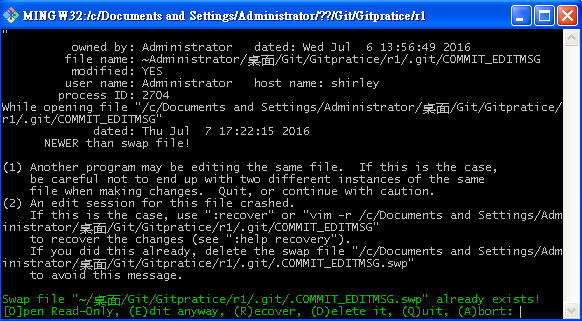 MINGW32:/c/Documents and Settings/Administrator/??/Git/Gitpratice/r1
"
owned by: Administrator   dated: Wed Jul  6 13:56:49 2016
file name: ~Administrator/桌面/Git/Gitpratice/r1/.git/COMMIT_EDITMSG
modified: YES
user name: Administrator   host name: shirley
process ID: 2704
While opening file "/c/Documents and Settings/Administrator/桌面/Git/Gitpratice/
r1/.git/COMMIT_EDITMSG"
dated: Thu Jul  7 17:22:15 2016
NEWER than swap file!
(1) Another program may be editing the same file.  If this is the case,
be careful not to end up with two different instances of the same
file when making changes.  Quit, or continue with caution.
(2) An edit session for this file crashed.
If this is the case, use ":recover" or "vim -r /c/Documents and Settings/Adm
inistrator/桌面/Git/Gitpratice/r1/.git/COMMIT_EDITMSG"
to recover the changes (see ":help recovery").
If you did this already, delete the swap file "/c/Documents and Settings/Adm
inistrator/桌面/Git/Gitpratice/r1/.git/.COMMIT_EDITMSG.swp"
to avoid this message.
Swap file "~/桌面/Git/Gitpratice/r1/.git/.COMMIT_EDITMSG.swp" already exists!
[O]pen Read-Only, (E)dit anyway, (R)ecover, (D)elete it, (Q)uit, (A)bort: